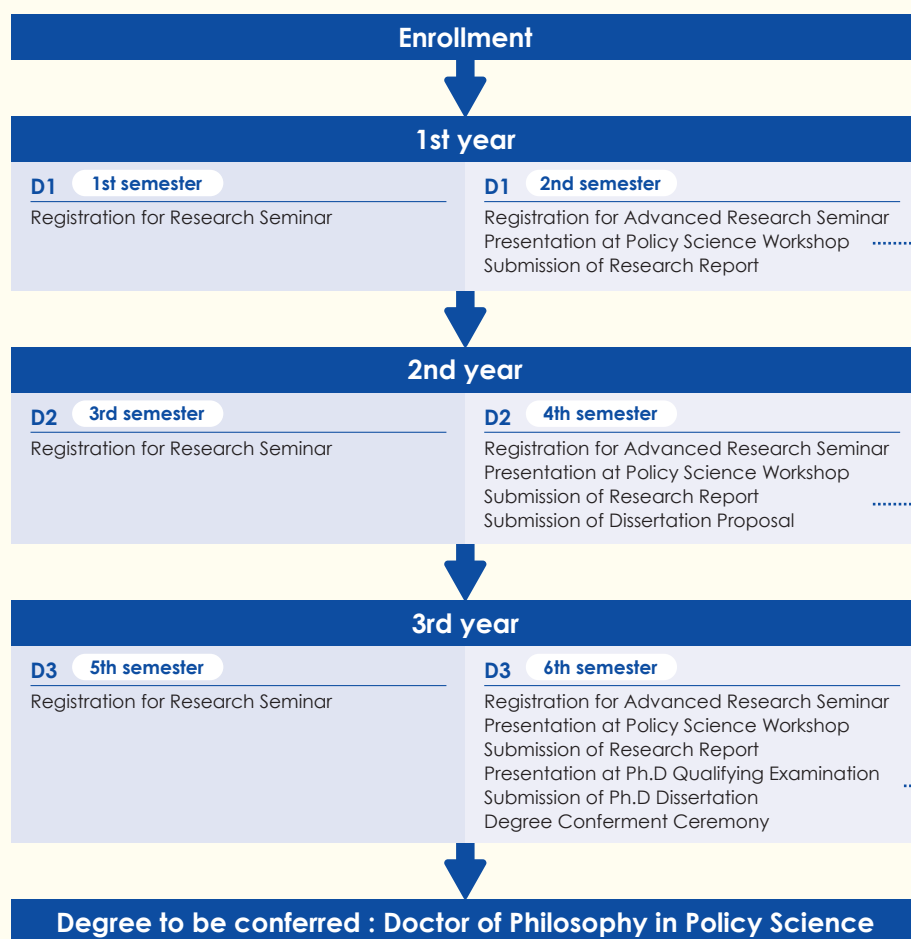 Enrollment
1st year
D1 1st semester
Registration for Research Seminar
D1 2nd semester
Registration for Advanced Research Seminar
Presentation at Policy Science Workshop
Submission of Research Report
2nd year
D2 3rd semester
Registration for Research Seminar
D2 4th semester
Registration for Advanced Research Seminar
Presentation at Policy Science Workshop
Submission of Research Report
Submission of Dissertation Proposal
3rd year
D3 5th semester
Registration for Research Seminar
D3 6th semester
Registration for Advanced Research Seminar
Presentation at Policy Science Workshop
Submission of Research Report
Presentation at Ph.D Qualifying Examination
Submission of Ph.D Dissertation
Degree Conferment Ceremony
Degree to be conferred : Doctor of Philosophy in Policy Science